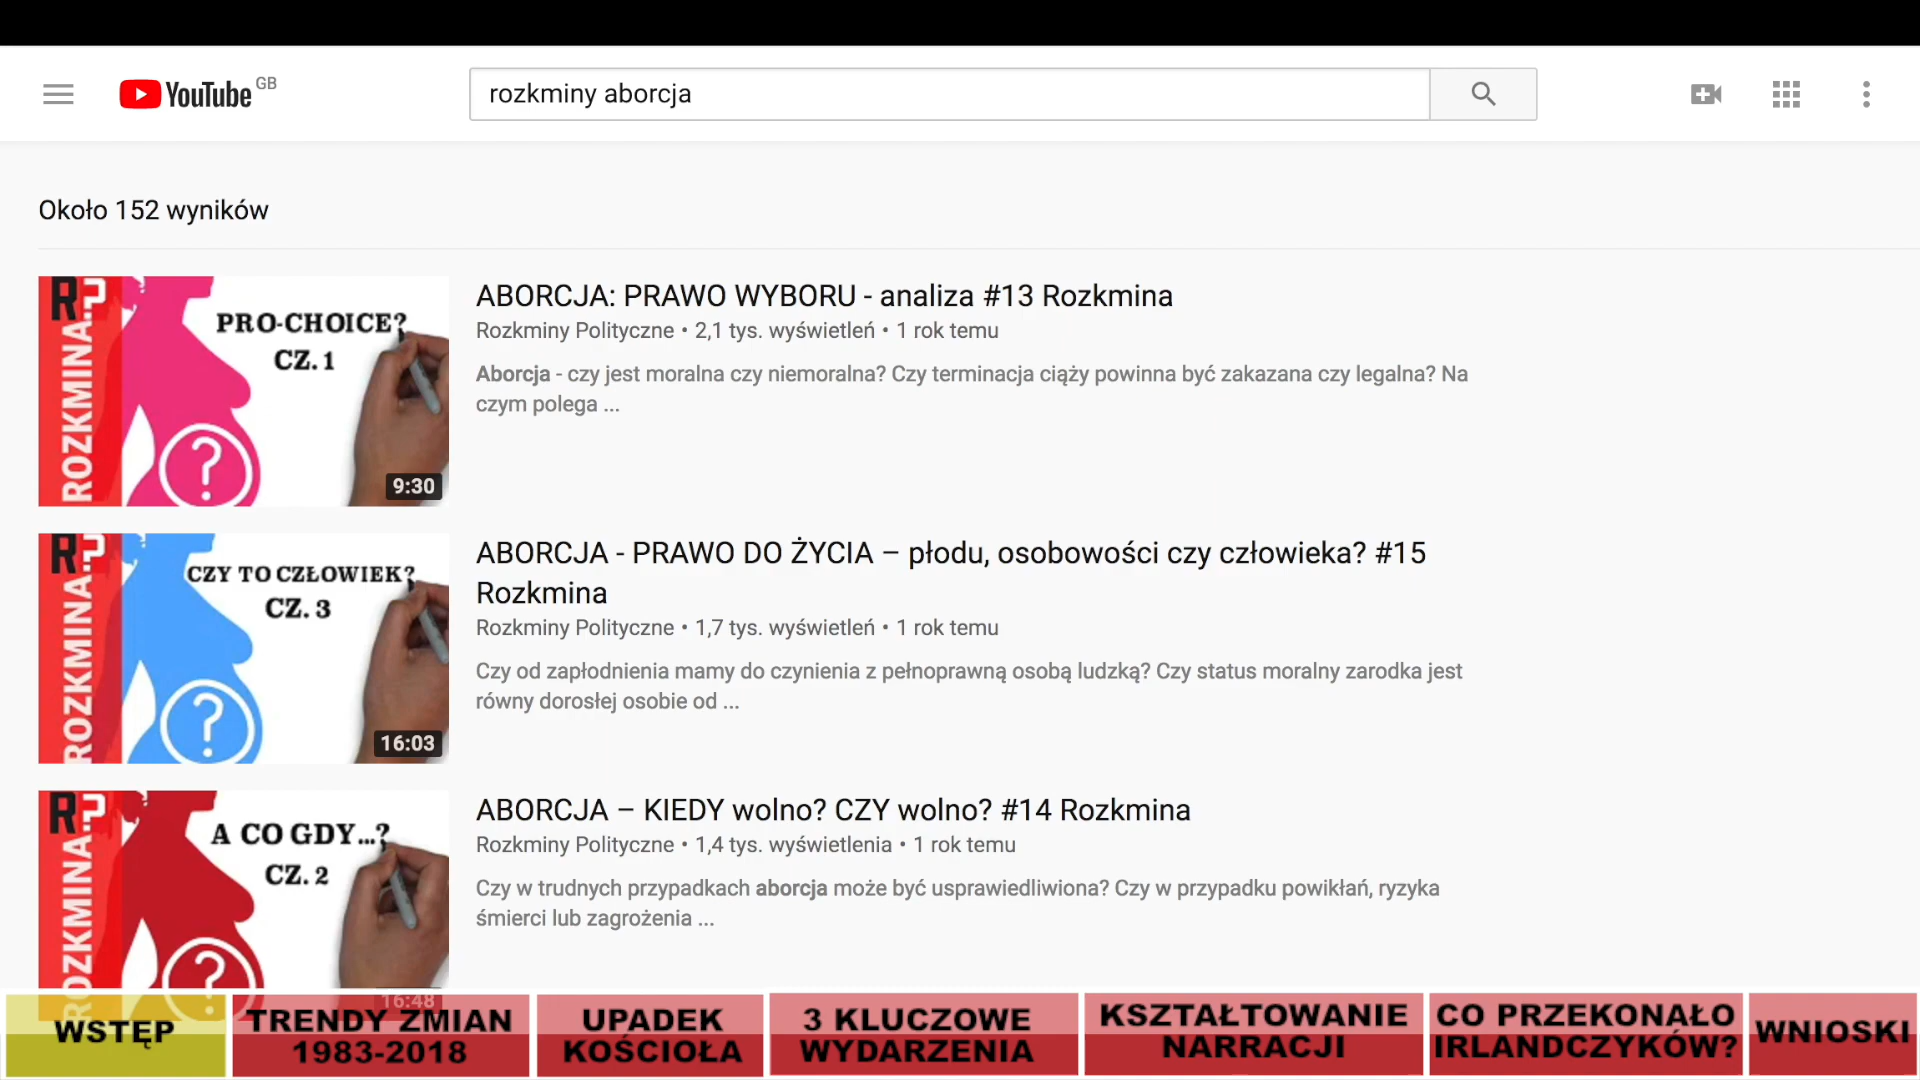 YouTube GB
rozkminy aborcja
Około 152 wyników
R?
ROZKMINA
PRO-CHOICE?
CZ. 1
9:30
ABORCJA: PRAWO WYBORU - analiza #13 Rozkmina
Rozkminy Polityczne • 2,1 tys. wyświetleń • 1 rok temu
Aborcja - czy jest moralna czy niemoralna? Czy terminacja ciąży powinna być zakazana czy legalna? Na
czym polega ...
R?
ROZKMINA
CZY TO CZŁOWIEK?
CZ. 3
16:03
ABORCJA - PRAWO DO ŻYCIA – płodu, osobowości czy człowieka? #15
Rozkmina
Rozkminy Polityczne • 1,7 tys. wyświetleń • 1 rok temu
Czy od zapłodnienia mamy do czynienia z pełnoprawną osobą ludzką? Czy status moralny zarodka jest
równy dorosłej osobie od ...
R?
ROZKMINA
A CO GDY...?
CZ. 2
16:48
ABORCJA – KIEDY wolno? CZY wolno? #14 Rozkmina
Rozkminy Polityczne • 1,4 tys. wyświetlenia • 1 rok temu
Czy w trudnych przypadkach aborcja może być usprawiedliwiona? Czy w przypadku powikłań, ryzyka
śmierci lub zagrożenia ...
WSTĘP
TRENDY ZMIAN
1983-2018
UPADEK
KOŚCIOŁA
3 KLUCZOWE
WYDARZENIA
KSZTAŁTOWANIE
NARRACJI
CO PRZEKONAŁO
IRLANDCZYKÓW?
WNIOSKI